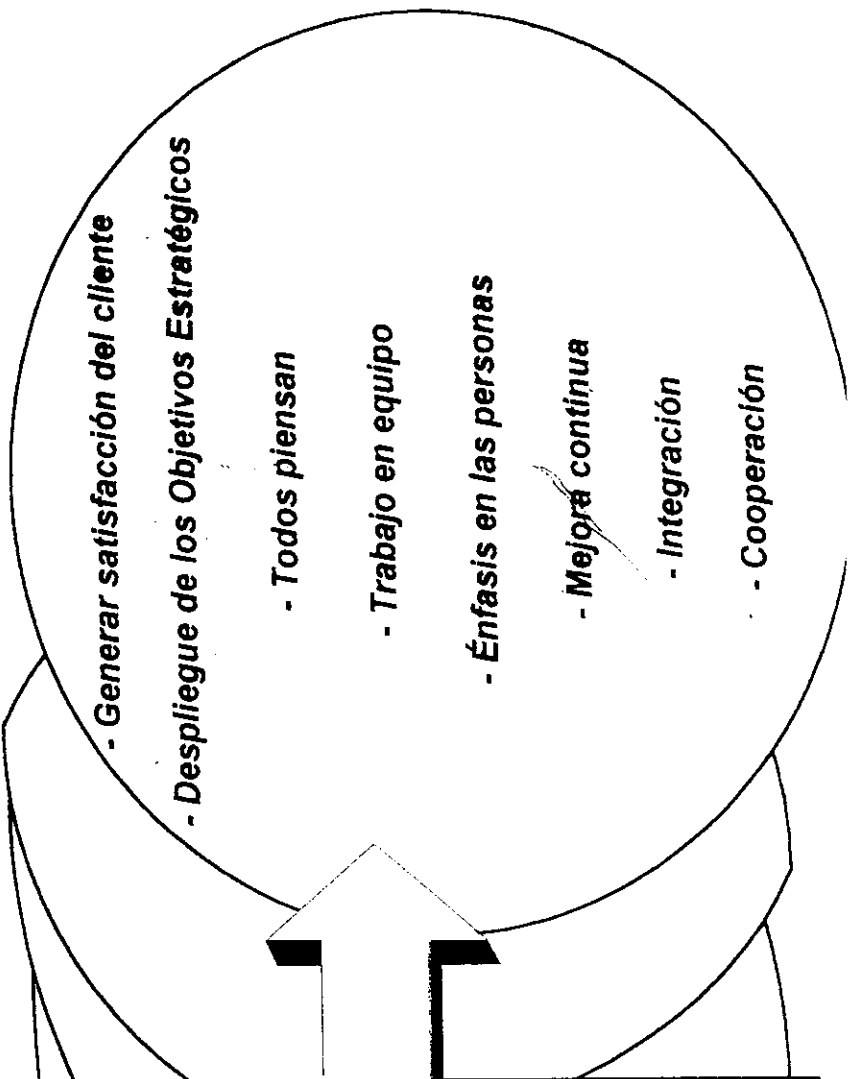 - Generar satisfacción del cliente
- Despliegue de los Objetivos Estratégicos
- Todos piensan
- Trabajo en equipo
- Énfasis en las personas
- Mejora continua
- Integración
- Cooperación